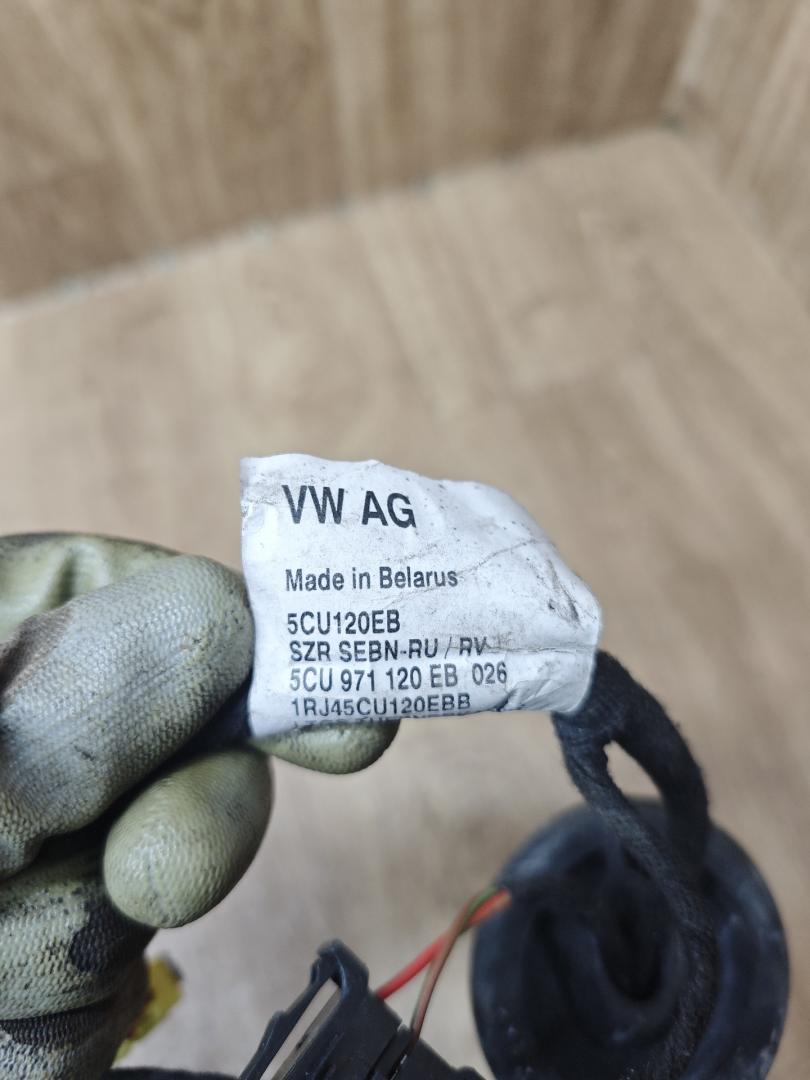 VW AG
Made in Belarus
5CU120EB
SZR SEBN-RU / RV
5CU 971 120 EB 026
1RJ45CU120EBB